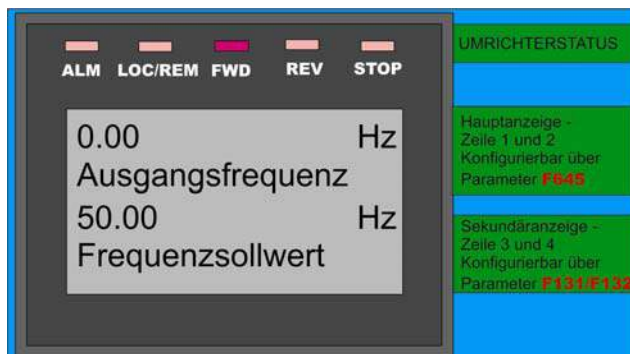 ALM LOC/REM FWD REV STOP
0.00 Hz
Ausgangsfrequenz
50.00 Hz
Frequenzsollwert
UMRICHTERSTATUS
Hauptanzeige -
Zeile 1 und 2
Konfigurierbar über
Parameter F645
Sekundäranzeige -
Zeile 3 und 4
Konfigurierbar über
Parameter F131/F132